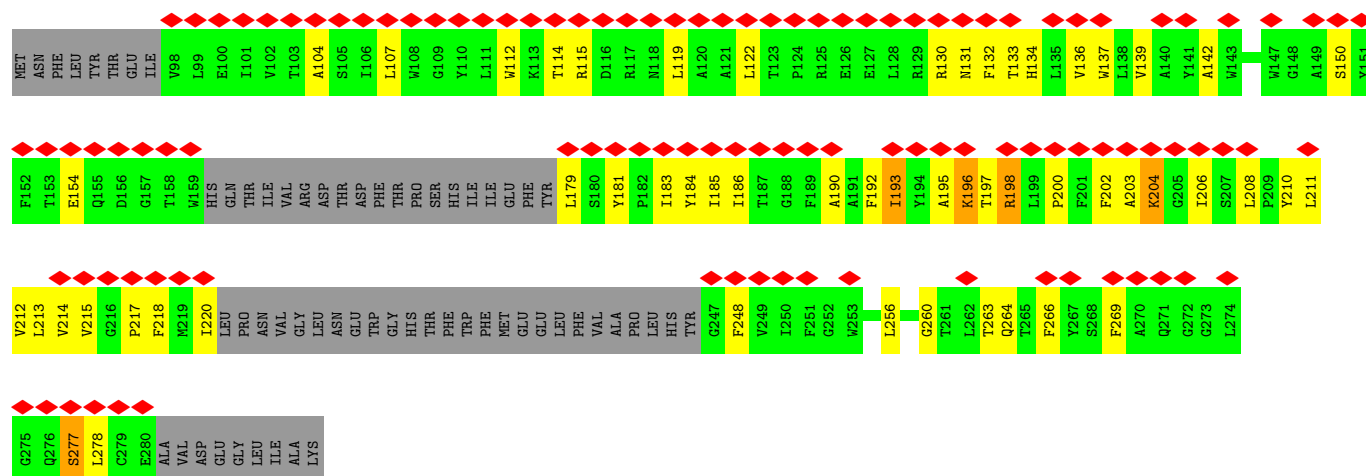 MET ASN PHE LEU TYR THR GLU ILE V98 L99 E100 I101 V102 T103 A104 S105 I106 L107 W108 G109 Y110 L111 W112 K113 T114 R115 D116 R117 N118 L119 A120 A121 L122 T123 P124 R125 E126 E127 L128 R129 R130 N131 F132 T133 H134 L135 V136 W137 L138 V139 A140 Y141 A142 W143 W147 G148 A149 S150 Y151
F152 T153 E154 Q155 D156 G157 T158 W159 HIS GLN THR ILE VAL ARG ASP THR ASP PHE THR PRO SER HIS ILE ILE GLU PHE TYR L179 S180 Y181 P182 I183 Y184 I185 I186 T187 G188 F189 A190 A191 F192 I193 Y194 A195 K196 T197 R198 L199 P200 F201 F202 A203 K204 G205 I206 S207 L208 P209 Y210 L211
V212 L213 V214 V215 G216 P217 F218 M219 I220 LEU PRO ASN VAL GLY LEU ASN GLU TRP GLY HIS THR PHE TRP PHE MET GLU GLU LEU PHE VAL ALA PRO LEU HIS TYR G247 F248 V249 I250 F251 G252 W253 L256 G260 T261 L262 T263 Q264 T265 F266 Y267 S268 F269 A270 Q271 G272 G273 L274
G275 Q276 S277 L278 C279 E280 ALA VAL ASP GLU GLY LEU ILE ALA LYS